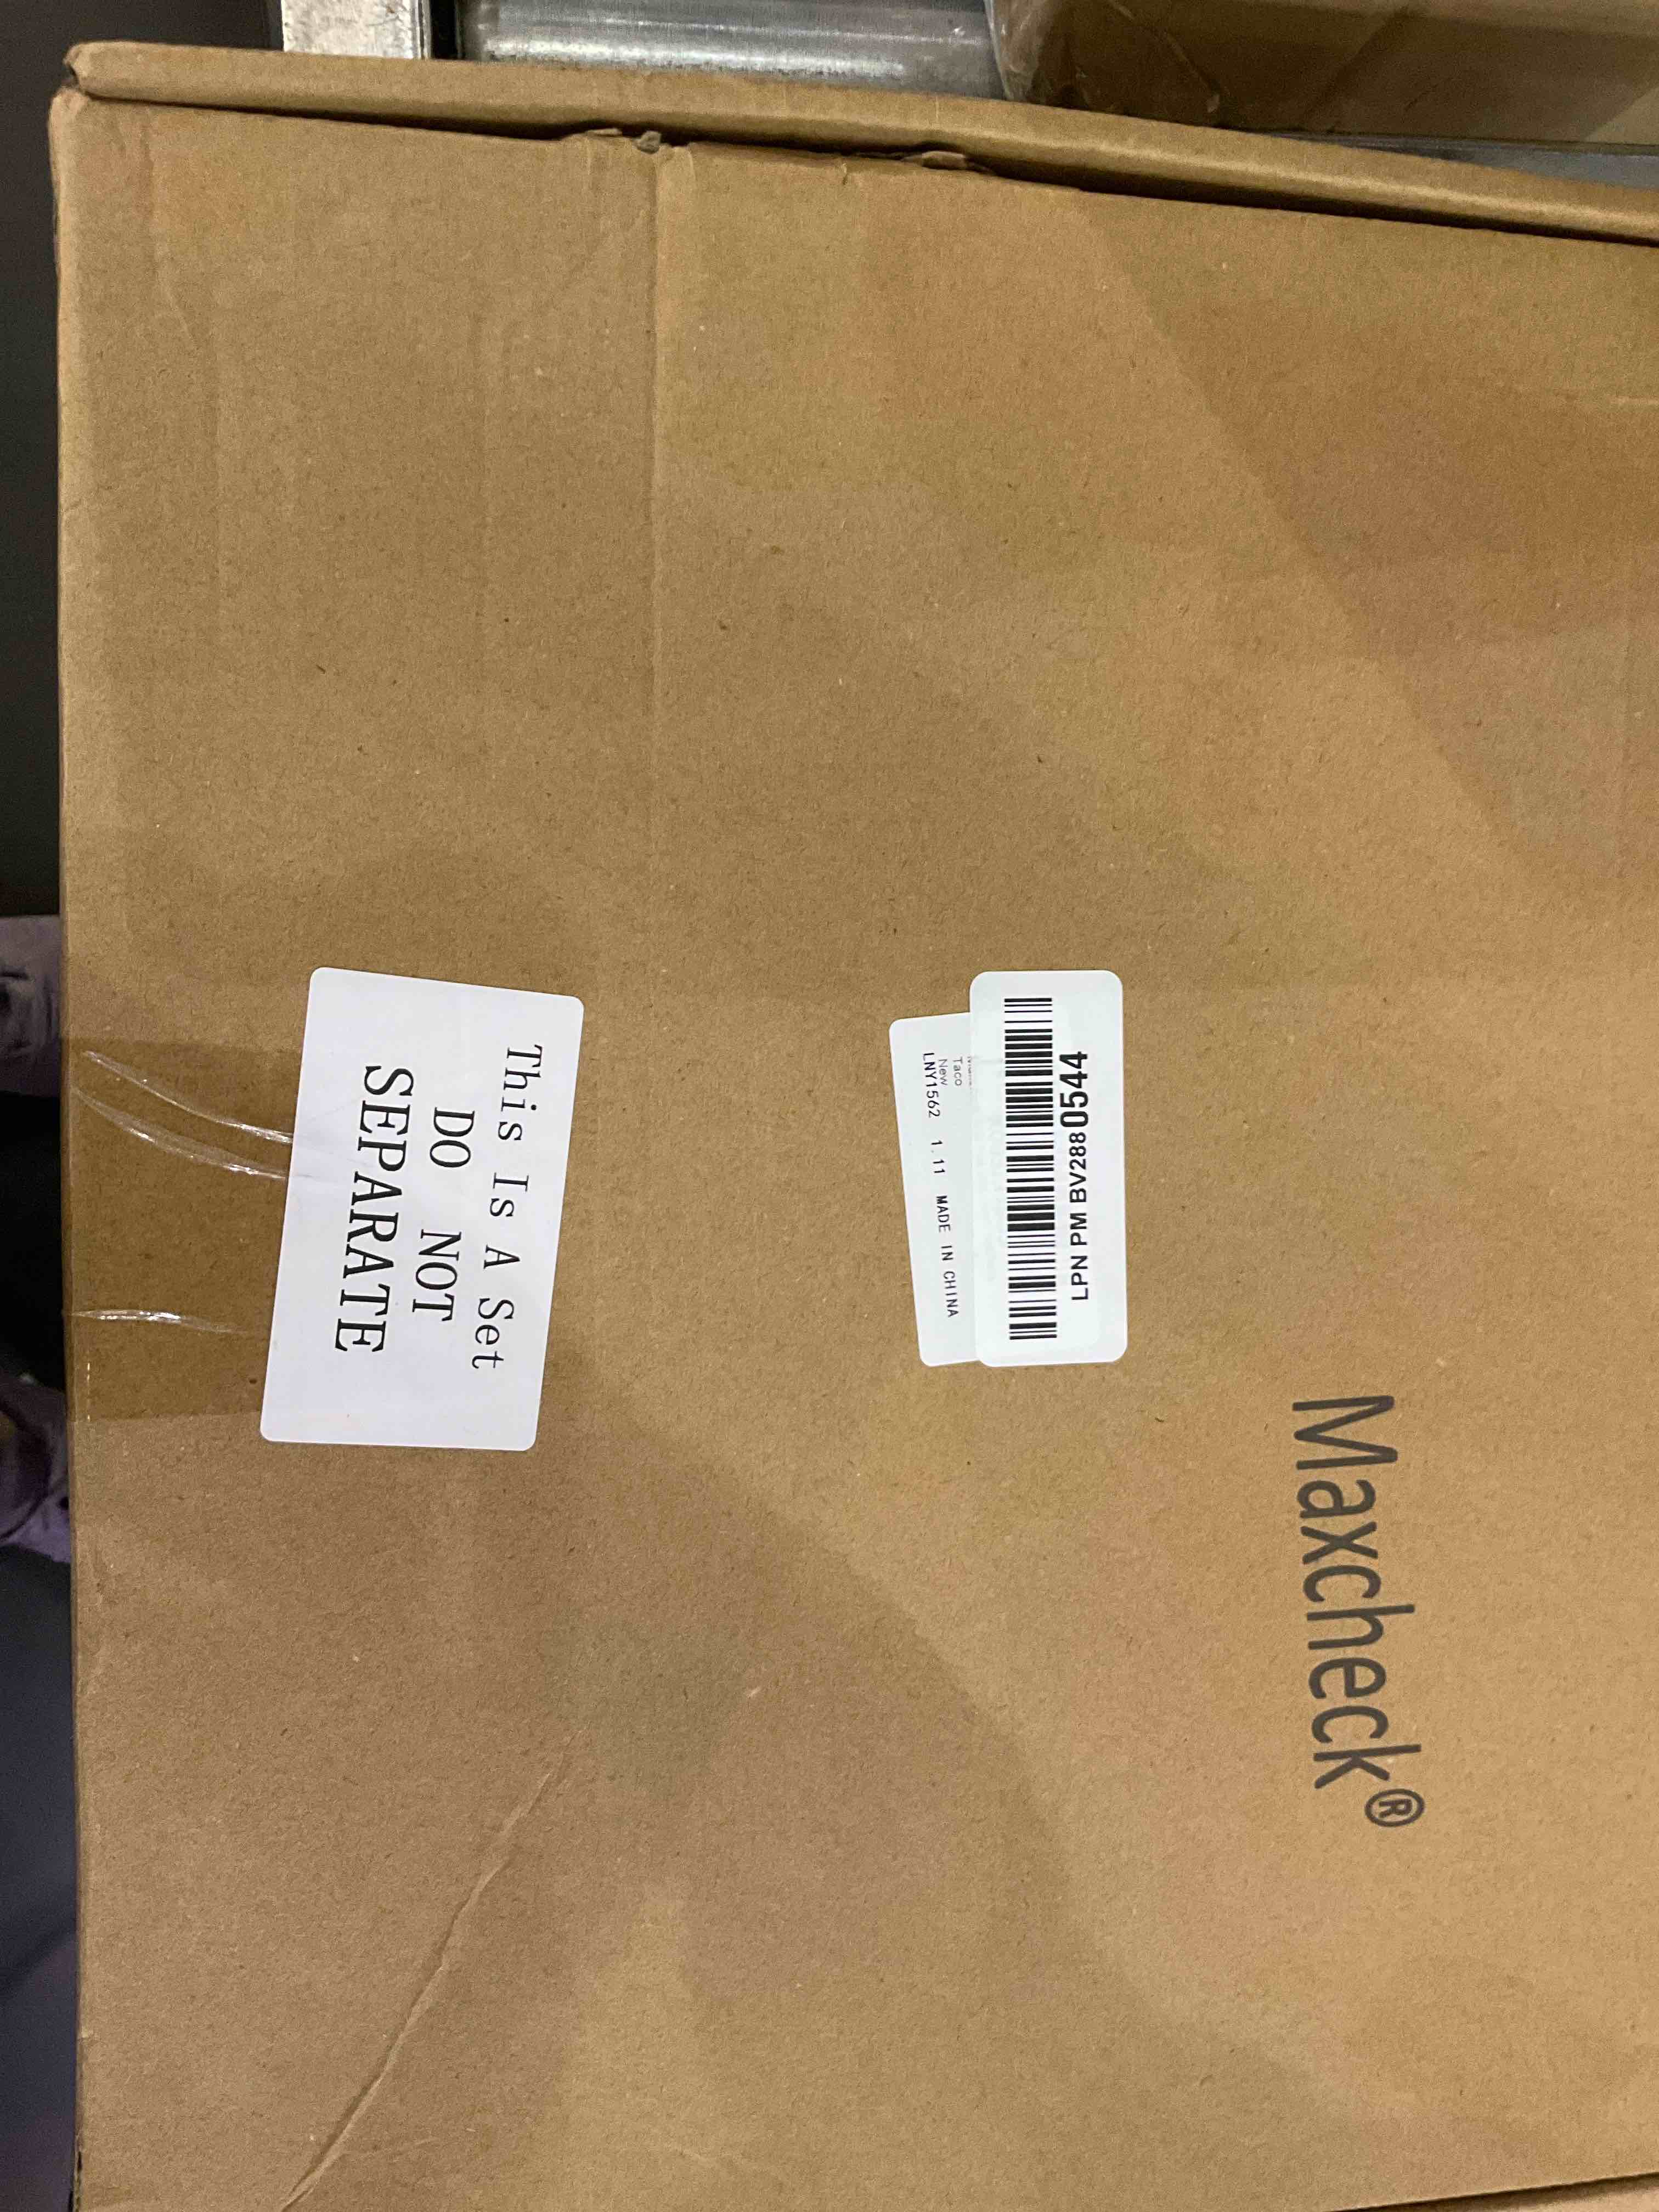 This Is A Set
DO NOT
SEPARATE
LPN PM BV2880544
Taco
New
LNY1562 1.11 MADE IN CHINA
Maxcheck®